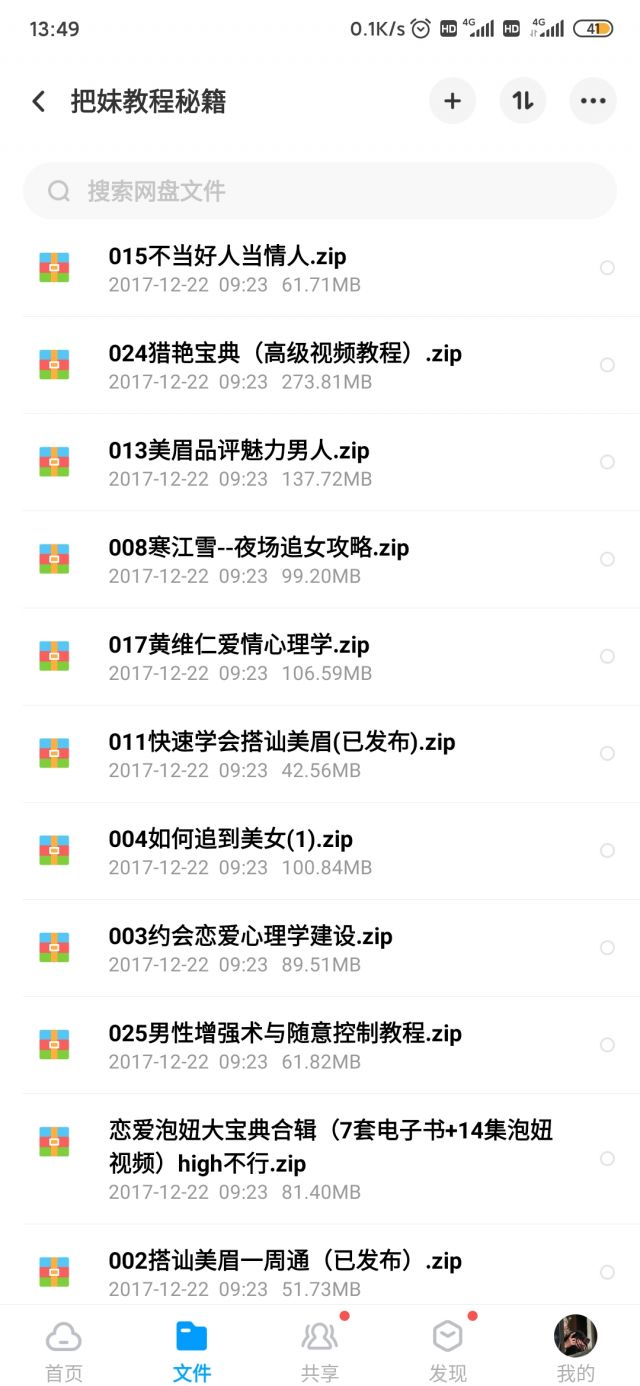 13:49
0.1K/s HD 4G HD 4G 41
把妹教程秘籍
搜索网盘文件
015不当好人当情人.zip
2017-12-22 09:23 61.71MB
024猎艳宝典（高级视频教程）.zip
2017-12-22 09:23 273.81MB
013美眉品评魅力男人.zip
2017-12-22 09:23 137.72MB
008寒江雪--夜场追女攻略.zip
2017-12-22 09:23 99.20MB
017黄维仁爱情心理学.zip
2017-12-22 09:23 106.59MB
011快速学会搭讪美眉(已发布).zip
2017-12-22 09:23 42.56MB
004如何追到美女(1).zip
2017-12-22 09:23 100.84MB
003约会恋爱心理学建设.zip
2017-12-22 09:23 89.51MB
025男性增强术与随意控制教程.zip
2017-12-22 09:23 61.82MB
恋爱泡妞大宝典合辑（7套电子书+14集泡妞
视频）high不行.zip
2017-12-22 09:23 81.40MB
002搭讪美眉一周通（已发布）.zip
2017-12-22 09:23 51.73MB
首页 文件 共享 发现 我的